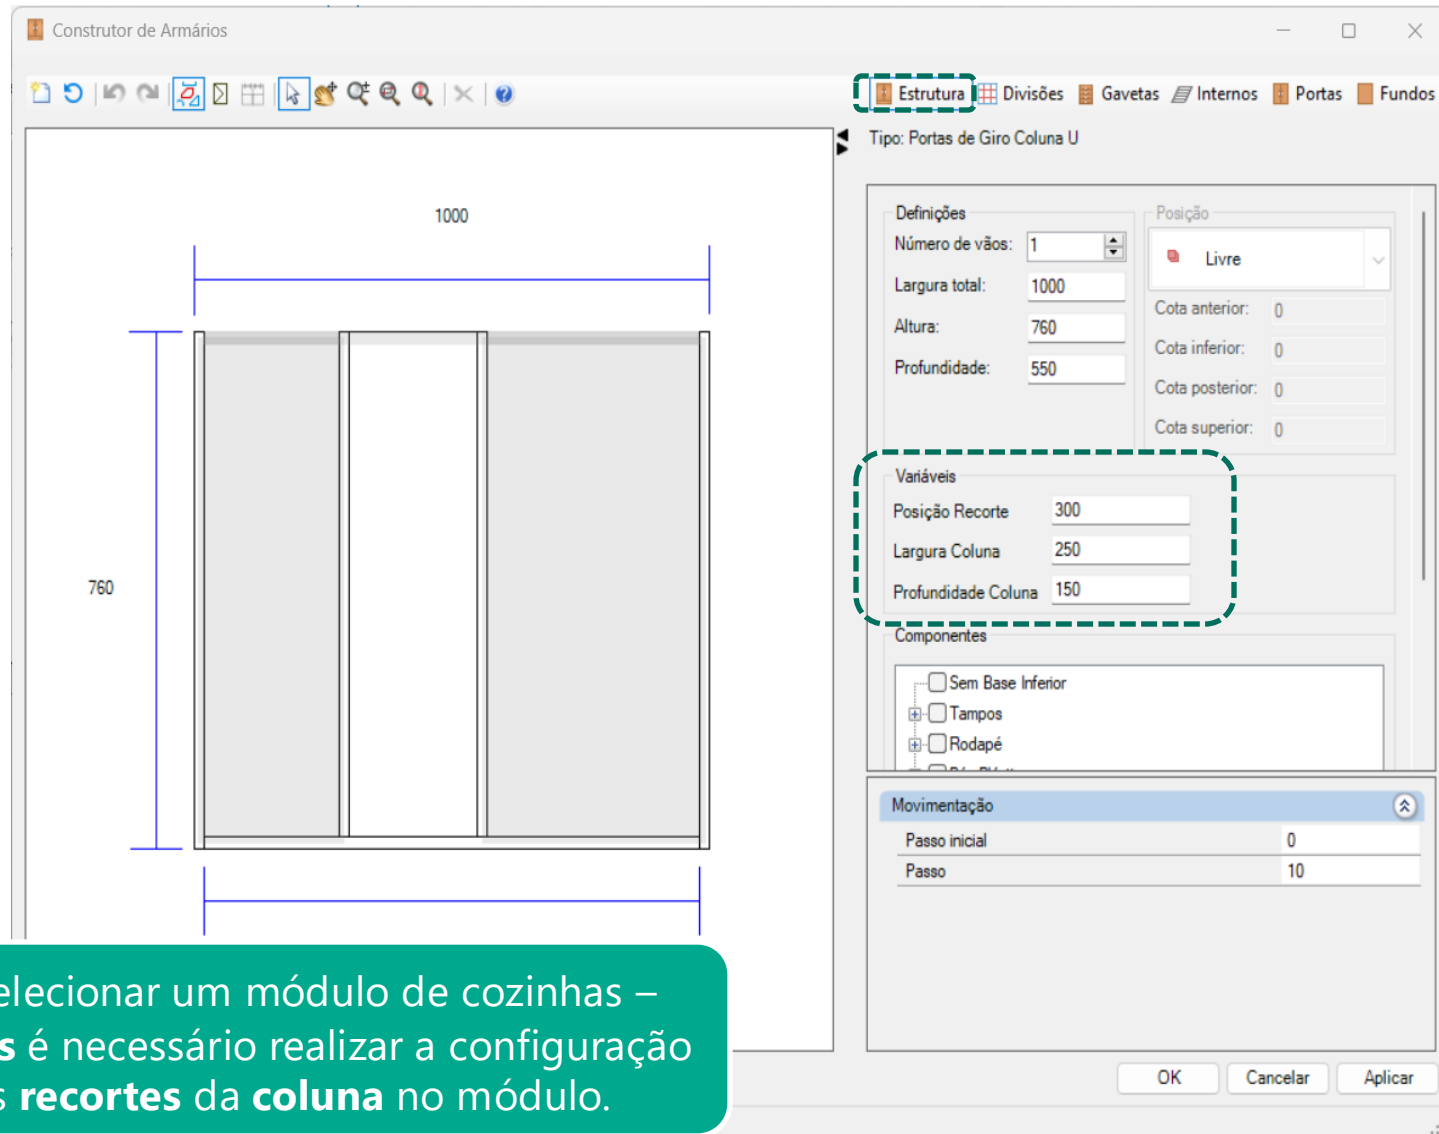 Construtor de Armários
Estrutura Divisões Gavetas Internos Portas Fundos
Tipo: Portas de Giro Coluna U
Definições
Número de vãos: 1
Largura total: 1000
Altura: 760
Profundidade: 550
Posição
Livre
Cota anterior: 0
Cota inferior: 0
Cota posterior: 0
Cota superior: 0
Variáveis
Posição Recorte 300
Largura Coluna 250
Profundidade Coluna 150
Componentes
Sem Base Inferior
Tampos
Rodapé
Movimentação
Passo inicial 0
Passo 10
OK Cancelar Aplicar
1000
760
elecionar um módulo de cozinhas –
s é necessário realizar a configuração
s recortes da coluna no módulo.